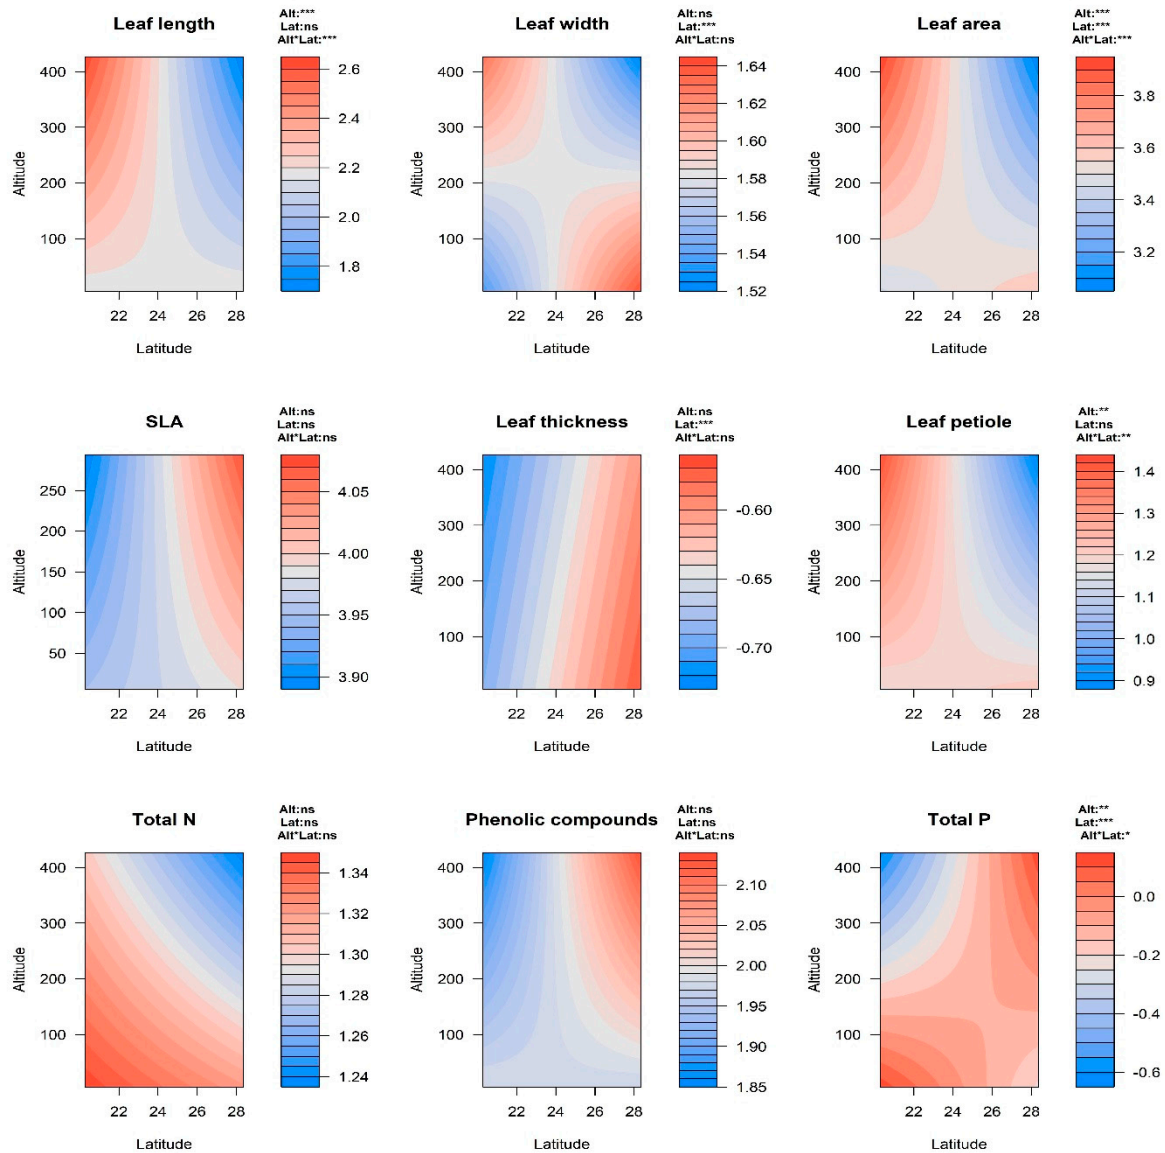 Leaf length
Alt:***
Lat:ns
Alt*Lat:***
400
300
200
100
Altitude
22 24 26 28
Latitude
2.6
2.4
2.2
2.0
1.8
Leaf width
Alt:ns
Lat:***
Alt*Lat:ns
400
300
200
100
Altitude
22 24 26 28
Latitude
1.64
1.62
1.60
1.58
1.56
1.54
1.52
Leaf area
Alt:***
Lat:***
Alt*Lat:***
400
300
200
100
Altitude
22 24 26 28
Latitude
3.8
3.6
3.4
3.2
SLA
Alt:ns
Lat:ns
Alt*Lat:ns
250
200
150
100
50
Altitude
22 24 26 28
Latitude
4.05
4.00
3.95
3.90
Leaf thickness
Alt:ns
Lat:***
Alt*Lat:ns
400
300
200
100
Altitude
22 24 26 28
Latitude
-0.60
-0.65
-0.70
Leaf petiole
Alt:**
Lat:ns
Alt*Lat:**
400
300
200
100
Altitude
22 24 26 28
Latitude
1.4
1.3
1.2
1.1
1.0
0.9
Total N
Alt:ns
Lat:ns
Alt*Lat:ns
400
300
200
100
Altitude
22 24 26 28
Latitude
1.34
1.32
1.30
1.28
1.26
1.24
Phenolic compounds
Alt:ns
Lat:ns
Alt*Lat:ns
400
300
200
100
Altitude
22 24 26 28
Latitude
2.10
2.05
2.00
1.95
1.90
1.85
Total P
Alt:**
Lat:***
Alt*Lat:*
400
300
200
100
Altitude
22 24 26 28
Latitude
0.0
-0.2
-0.4
-0.6